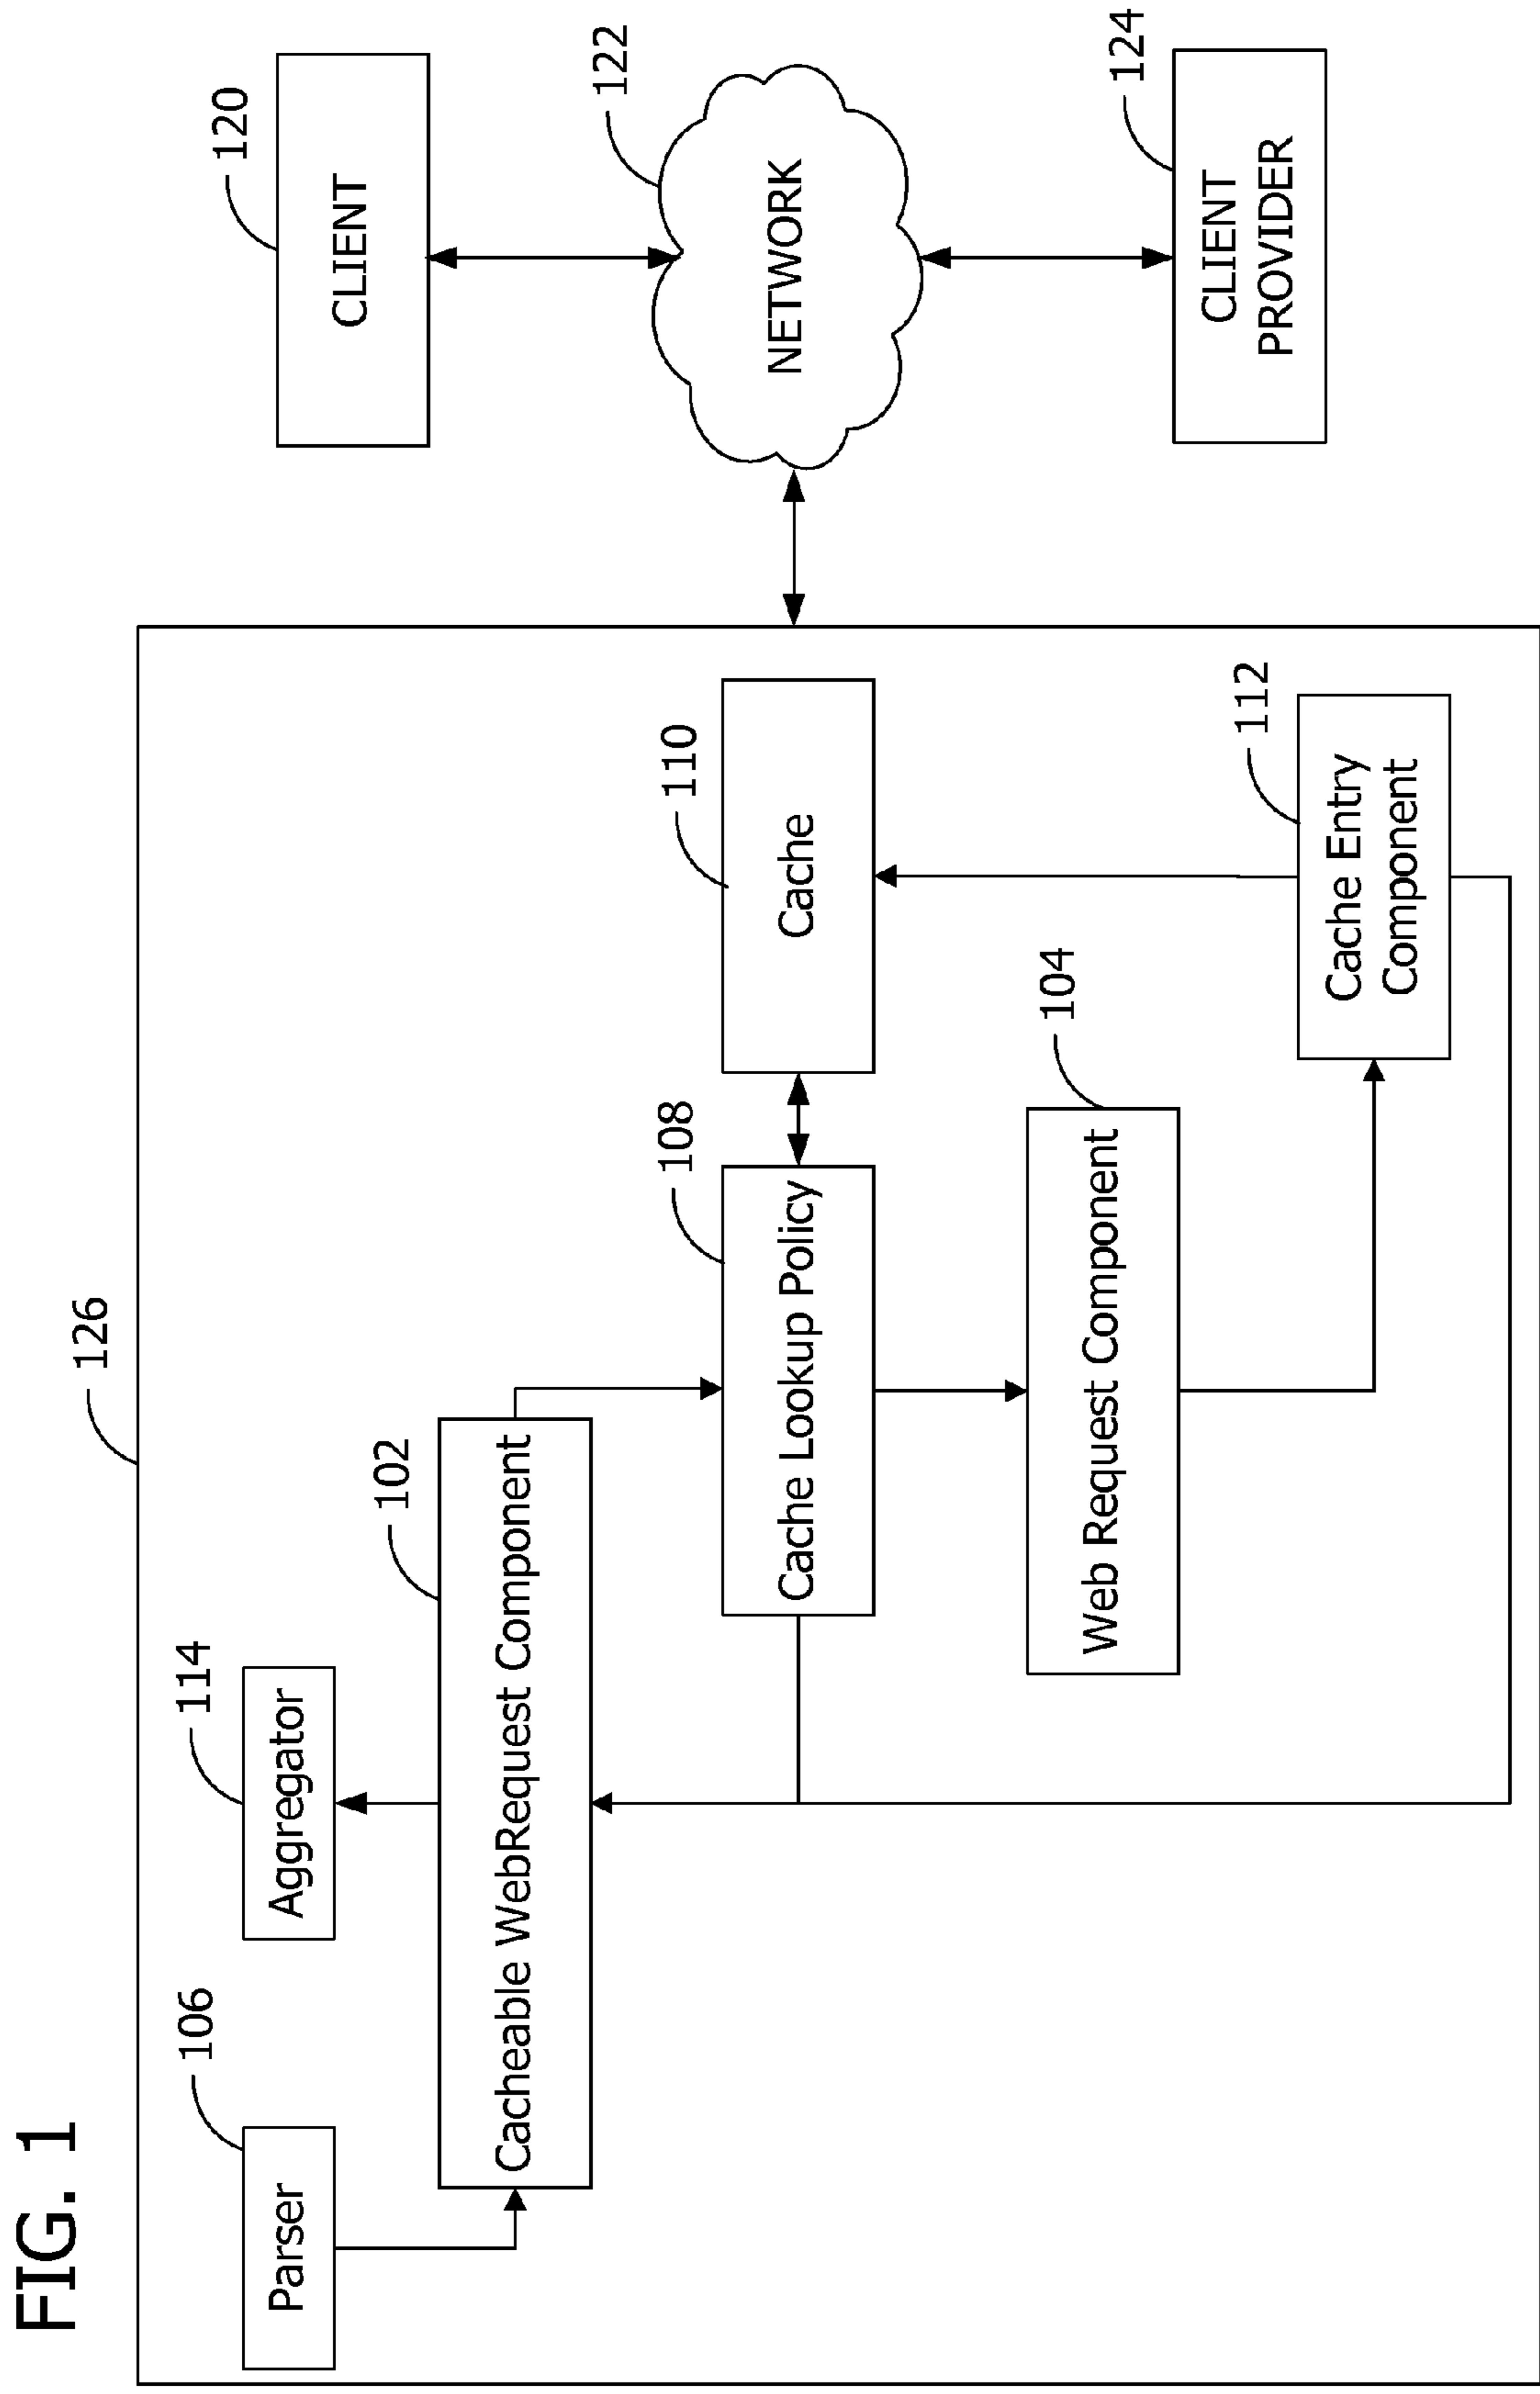 FIG. 1
126
106
Parser
114
Aggregator
102
Cacheable WebRequest Component
108
Cache Lookup Policy
110
Cache
104
Web Request Component
112
Cache Entry
Component
120
CLIENT
122
NETWORK
124
CLIENT
PROVIDER